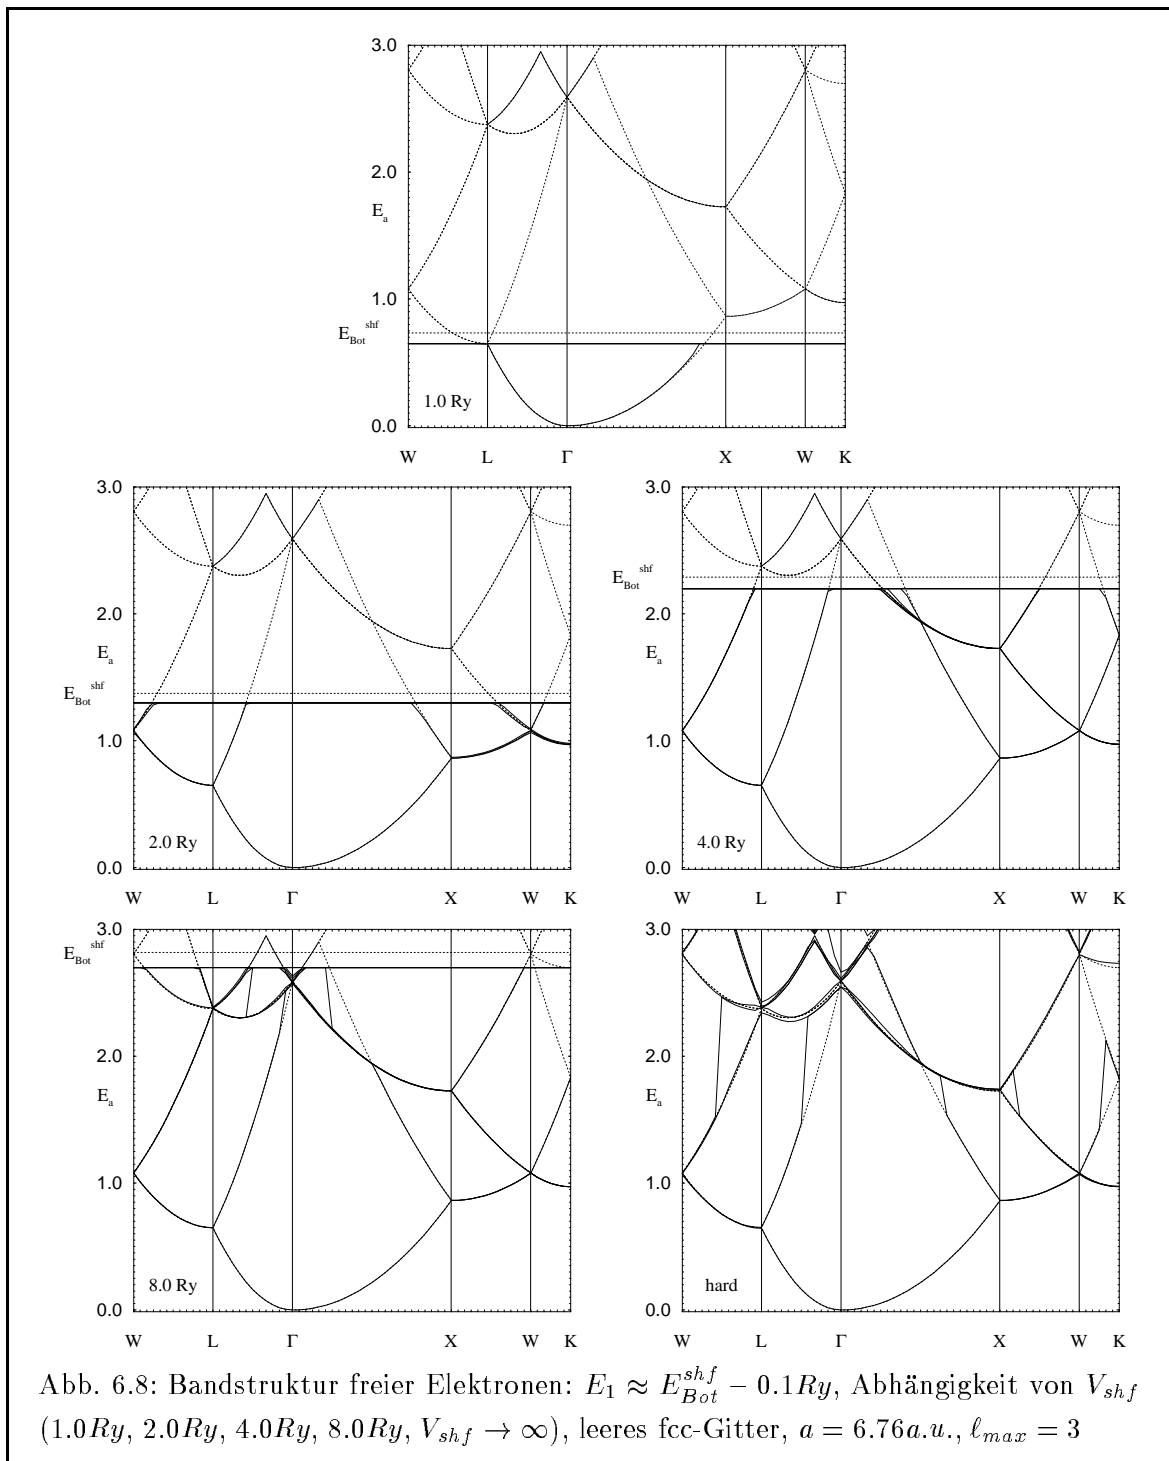 3.0
2.0
E_a
1.0
E_Bot^shf
0.0
1.0 Ry
W L Γ X W K
3.0
2.0
E_a
E_Bot^shf
1.0
0.0
2.0 Ry
W L Γ X W K
3.0
E_Bot^shf
2.0
E_a
1.0
0.0
4.0 Ry
W L Γ X W K
3.0
E_Bot^shf
2.0
E_a
1.0
0.0
8.0 Ry
W L Γ X W K
3.0
2.0
E_a
1.0
0.0
hard
W L Γ X W K
Abb. 6.8: Bandstruktur freier Elektronen: E_1 ≈ E_Bot^shf − 0.1Ry, Abhängigkeit von V_shf
(1.0Ry, 2.0Ry, 4.0Ry, 8.0Ry, V_shf → ∞), leeres fcc-Gitter, a = 6.76a.u., ℓ_max = 3